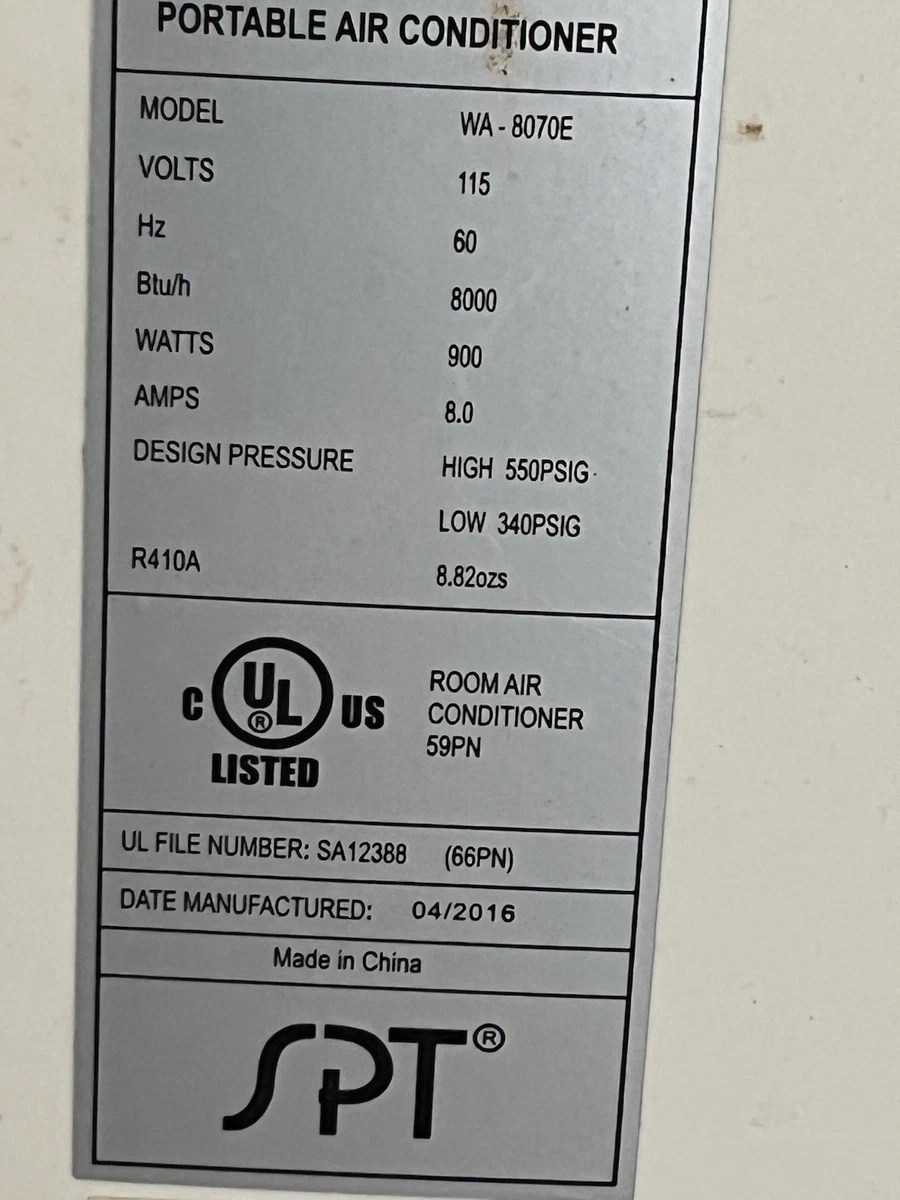 PORTABLE AIR CONDITIONER
MODEL WA - 8070E
VOLTS 115
Hz 60
Btu/h 8000
WATTS 900
AMPS 8.0
DESIGN PRESSURE HIGH 550PSIG
LOW 340PSIG
R410A 8.82ozs
C UL ® US
LISTED
ROOM AIR
CONDITIONER
59PN
UL FILE NUMBER: SA12388 (66PN)
DATE MANUFACTURED: 04/2016
Made in China
SPT®